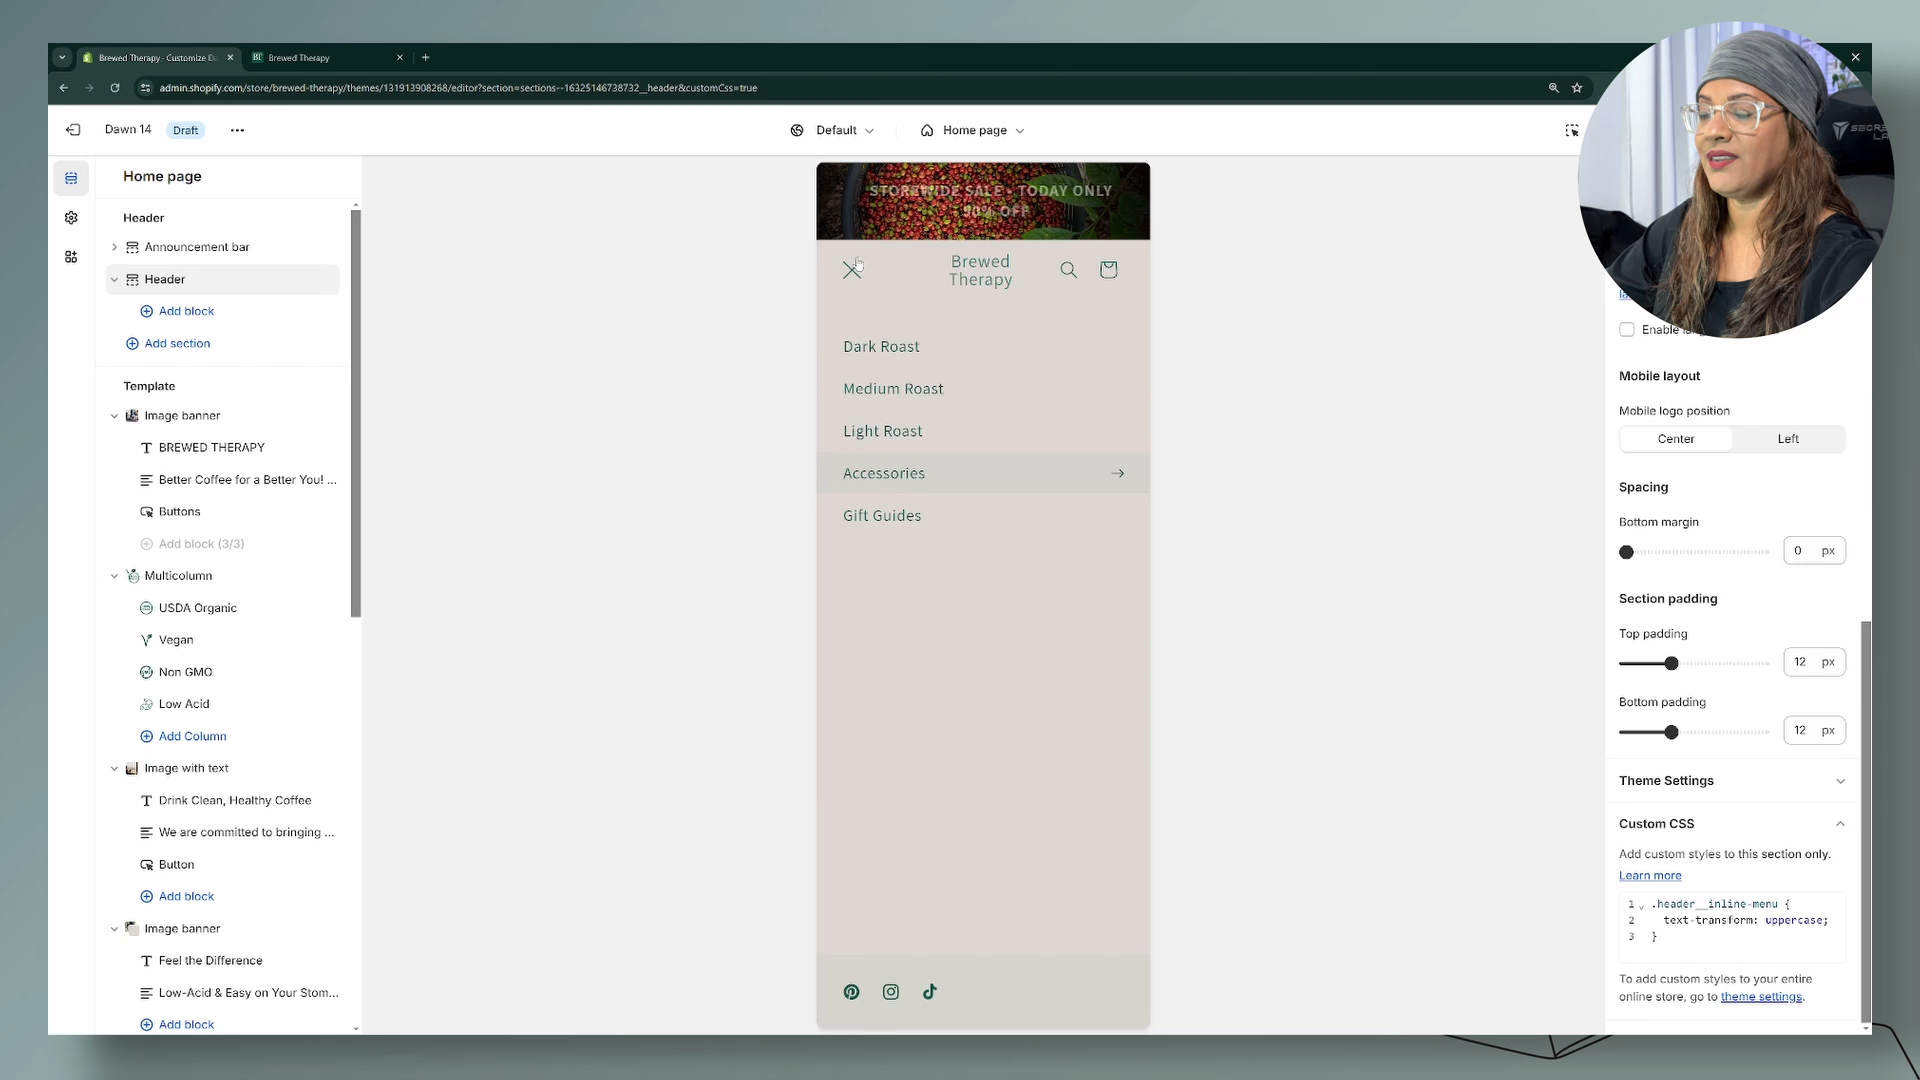 Brewed Therapy · Customize D
Brewed Therapy
admin.shopify.com/store/brewed-therapy/themes/131913908268/editor?section=sections--16325146738732__header&customCss=true
Dawn 14
Draft
Default
Home page
Home page
Header
Announcement bar
Header
Add block
Add section
Template
Image banner
BREWED THERAPY
Better Coffee for a Better You! ...
Buttons
Add block (3/3)
Multicolumn
USDA Organic
Vegan
Non GMO
Low Acid
Add Column
Image with text
Drink Clean, Healthy Coffee
We are committed to bringing ...
Button
Add block
Image banner
Feel the Difference
Low-Acid & Easy on Your Stom...
Add block
STOREWIDE SALE - TODAY ONLY
OFF
Brewed
Therapy
Dark Roast
Medium Roast
Light Roast
Accessories
Gift Guides
Enable
Mobile layout
Mobile logo position
Center
Left
Spacing
Bottom margin
0 px
Section padding
Top padding
12 px
Bottom padding
12 px
Theme Settings
Custom CSS
Add custom styles to this section only.
Learn more
1 .header__inline-menu {
2 text-transform: uppercase;
3 }
To add custom styles to your entire
online store, go to theme settings.